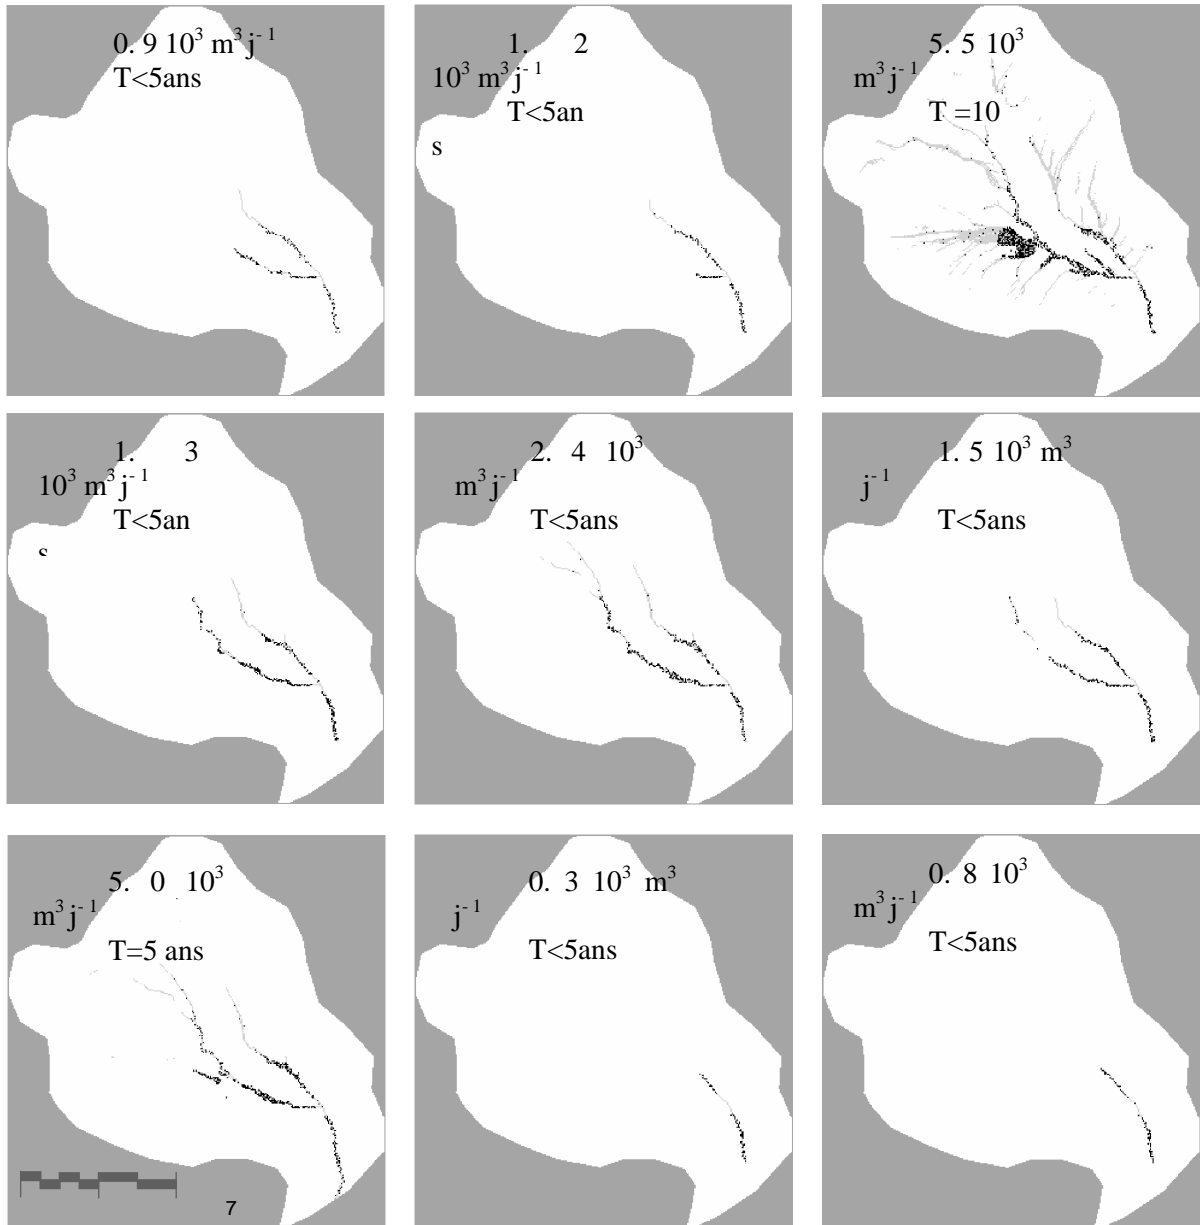 0. 9 10³ m³ j⁻¹
T<5ans
1. 2
10³ m³ j⁻¹
T<5an
s
5. 5 10³
m³ j⁻¹
T =10
1. 3
10³ m³ j⁻¹
T<5an
s
2. 4 10³
m³ j⁻¹
T<5ans
1. 5 10³ m³
j⁻¹
T<5ans
5. 0 10³
m³ j⁻¹
T=5 ans
7
0. 3 10³ m³
j⁻¹
T<5ans
0. 8 10³
m³ j⁻¹
T<5ans